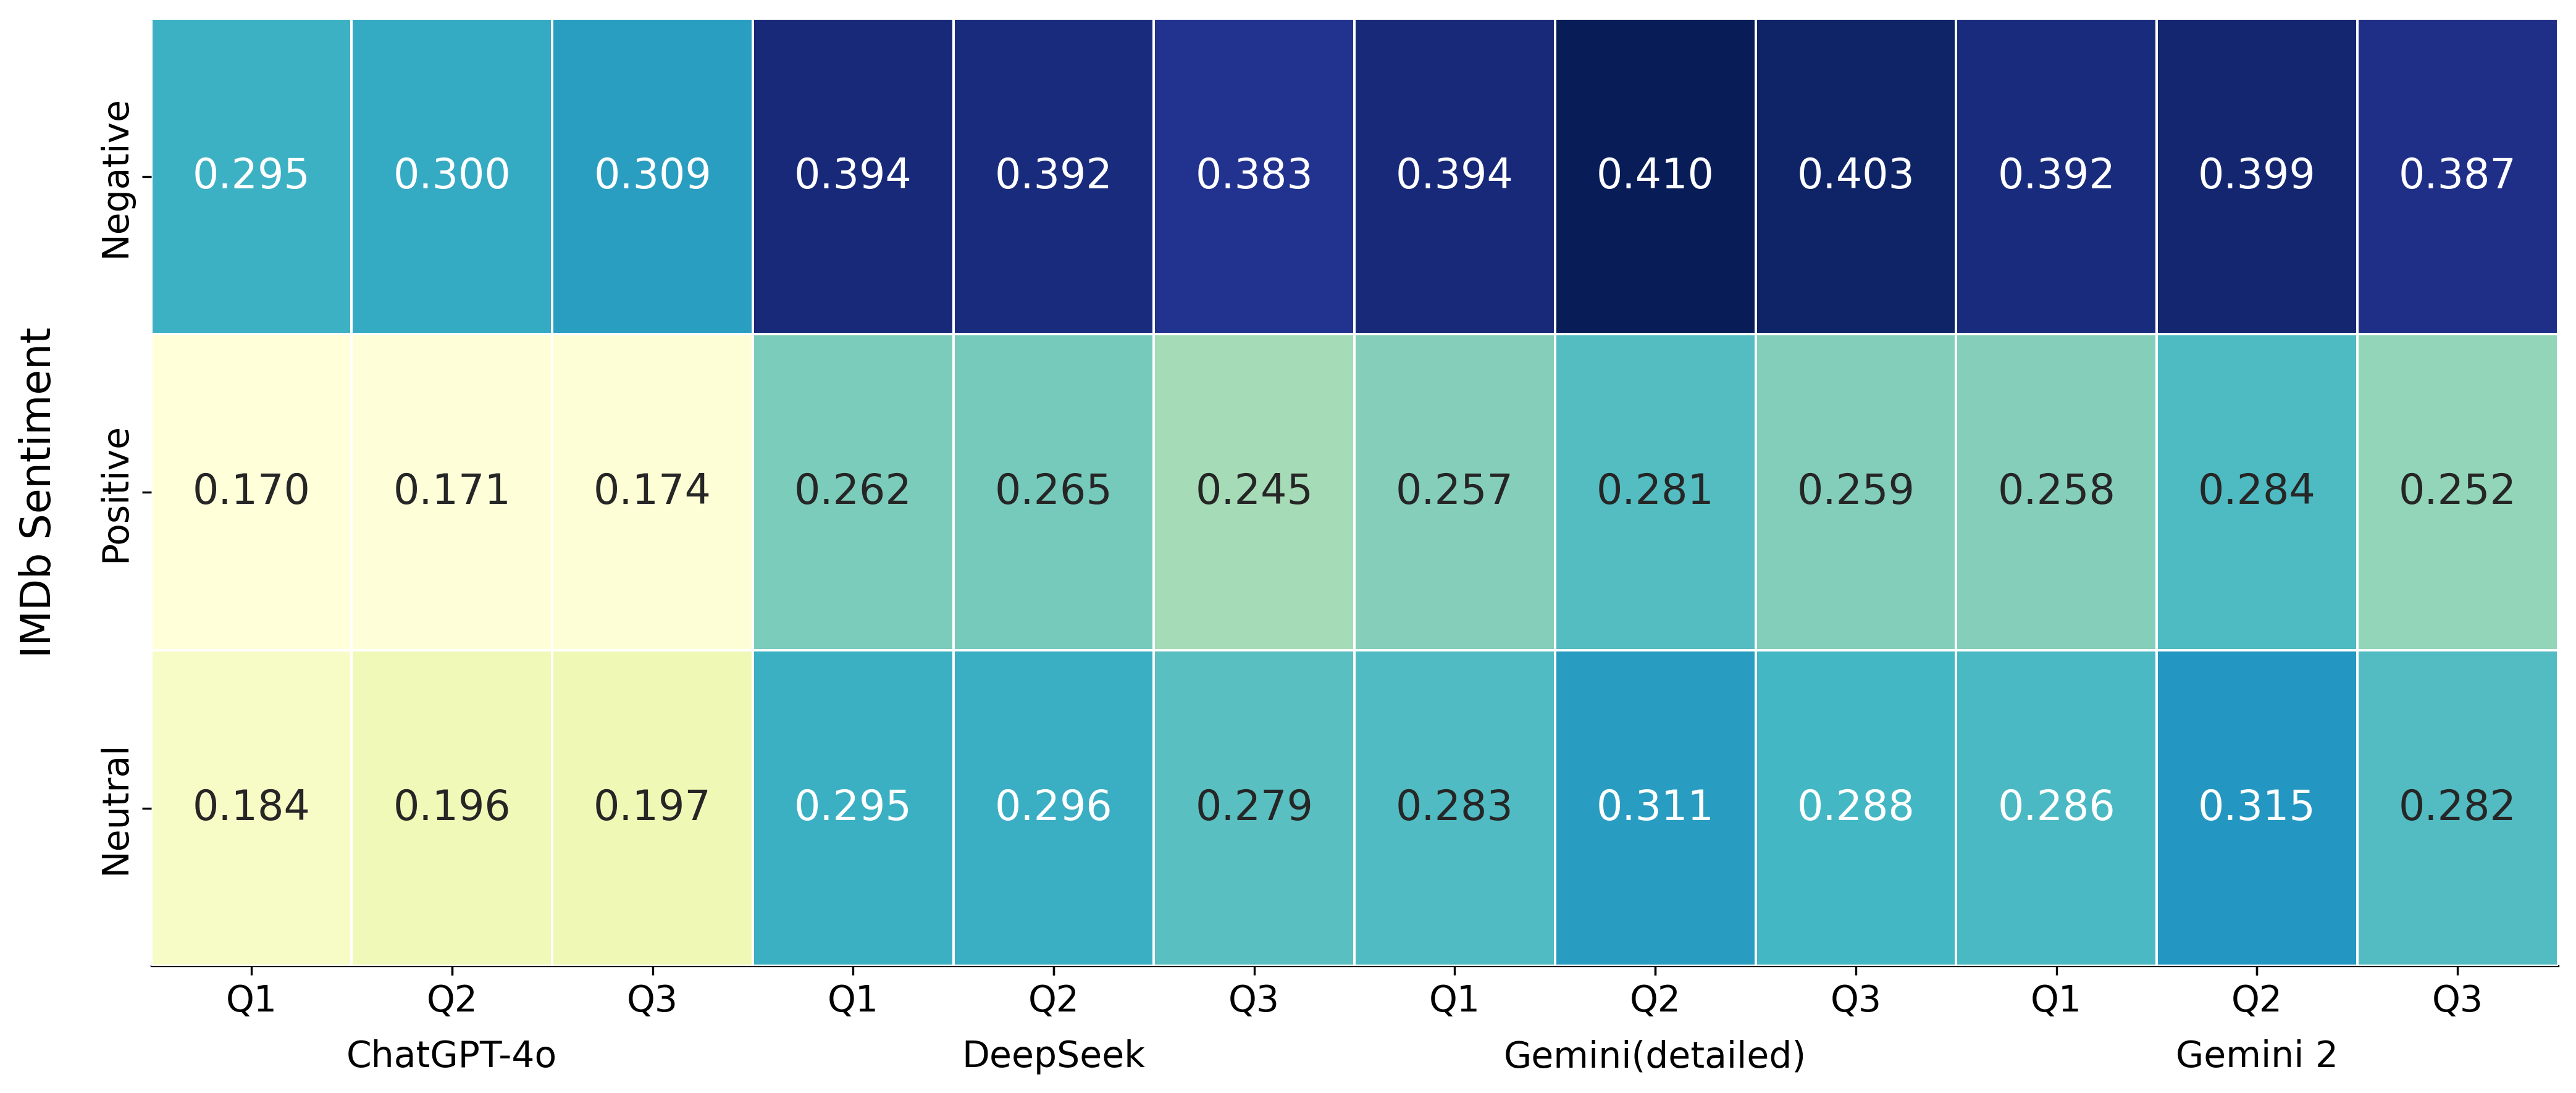 IMDb Sentiment
Negative
0.295 0.300 0.309 0.394 0.392 0.383 0.394 0.410 0.403 0.392 0.399 0.387
Positive
0.170 0.171 0.174 0.262 0.265 0.245 0.257 0.281 0.259 0.258 0.284 0.252
Neutral
0.184 0.196 0.197 0.295 0.296 0.279 0.283 0.311 0.288 0.286 0.315 0.282
Q1 Q2 Q3 Q1 Q2 Q3 Q1 Q2 Q3 Q1 Q2 Q3
ChatGPT-4o DeepSeek Gemini(detailed) Gemini 2